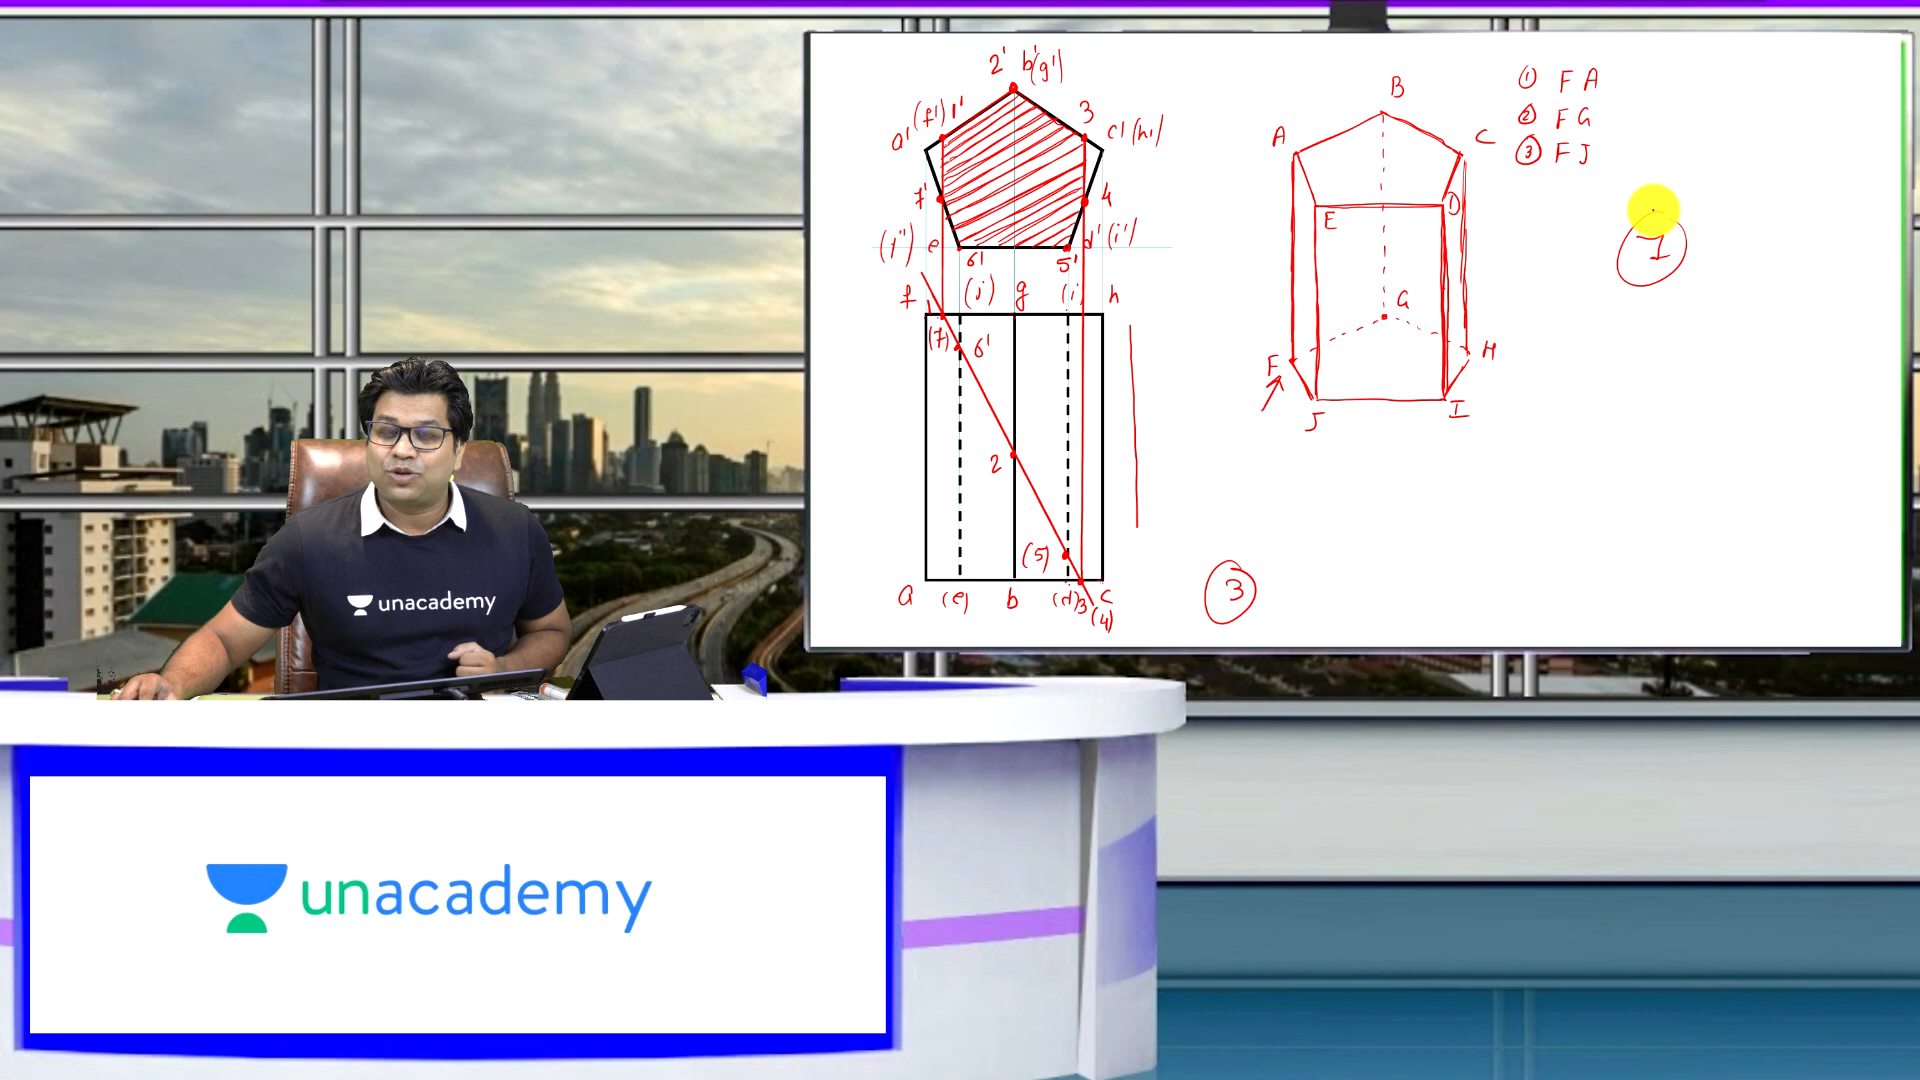 2' b'(g')
a' (f') 1' 3 c' (h')
7' 4
(j') e 6' 5' d' (i')
f 1 (j) g (i) h
(7) 6'
2
(5)
a (e) b (d) 3 c
(4)
3
B
A C
E D
G
F H
J I
① F A
② F G
③ F J
1
unacademy
unacademy